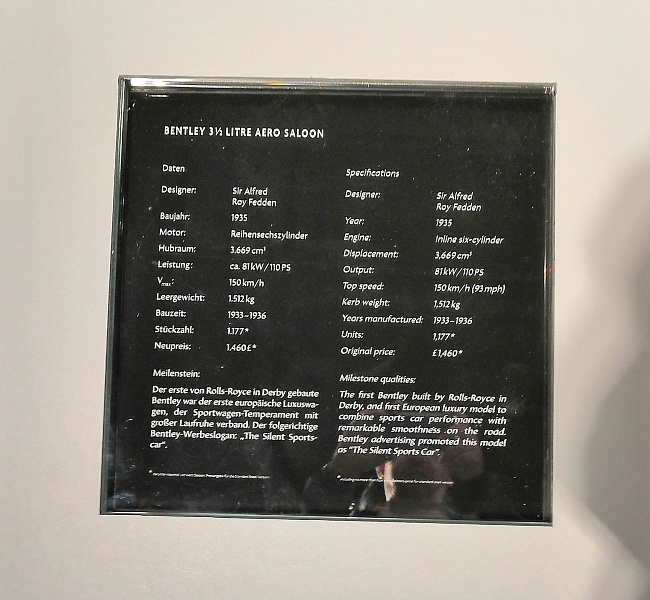 BENTLEY 3½ LITRE AERO SALOON
Daten
Designer: Sir Alfred
Roy Fedden
Baujahr: 1935
Motor: Reihensechszylinder
Hubraum: 3.669 cm³
Leistung: ca. 81 kW / 110 PS
Vmax: 150 km/h
Leergewicht: 1.512 kg
Bauzeit: 1933–1936
Stückzahl: 1.177*
Neupreis: 1.460 £*
Meilenstein:
Der erste von Rolls-Royce in Derby gebaute
Bentley war der erste europäische Luxuswa-
gen, der Sportwagen-Temperament mit
großer Laufruhe verband. Der folgerichtige
Bentley-Werbeslogan: „The Silent Sports-
car“.
Specifications
Designer: Sir Alfred
Roy Fedden
Year: 1935
Engine: Inline six-cylinder
Displacement: 3,669 cm³
Output: 81 kW / 110 PS
Top speed: 150 km/h (93 mph)
Kerb weight: 1,512 kg
Years manufactured: 1933–1936
Units: 1,177*
Original price: £1,460*
Milestone qualities:
The first Bentley built by Rolls-Royce in
Derby, and first European luxury model to
combine sports car performance with
remarkable smoothness on the road.
Bentley advertising promoted this model
as "The Silent Sports Car".